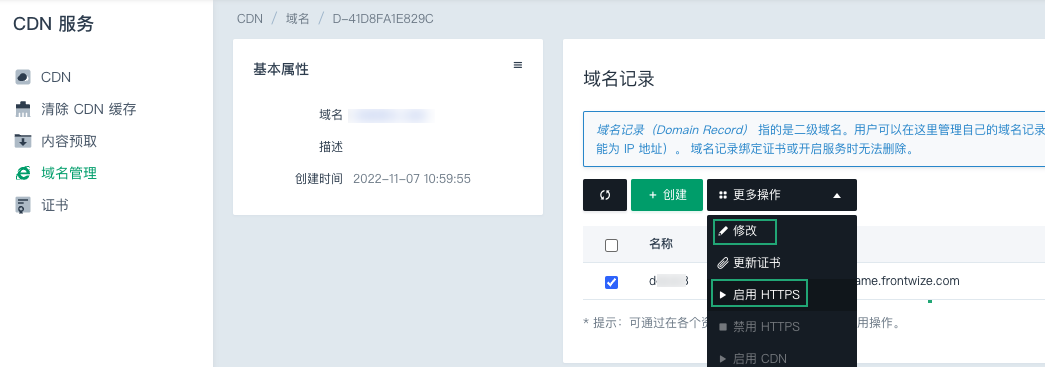 CDN 服务
CDN
清除 CDN 缓存
内容预取
域名管理
证书
CDN / 域名 / D-41D8FA1E829C
基本属性
域名
描述
创建时间 2022-11-07 10:59:55
域名记录
域名记录（Domain Record） 指的是二级域名。用户可以在这里管理自己的域名记录
能为 IP 地址）。 域名记录绑定证书或开启服务时无法删除。
+ 创建 更多操作
修改
名称
更新证书
ame.frontwize.com
启用 HTTPS
* 提示：可通过在各个 用操作。
禁用 HTTPS
启用 CDN